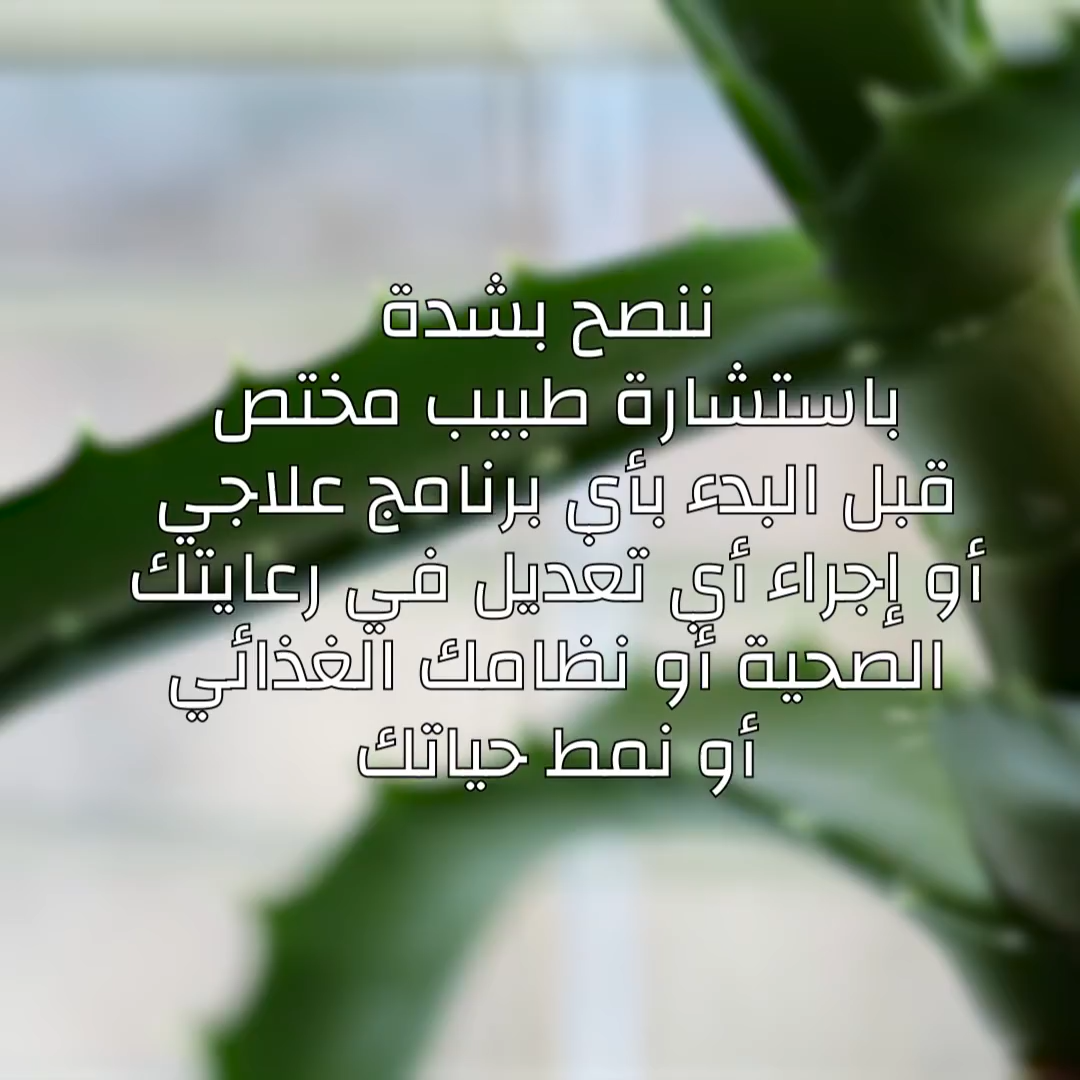 ننصح بشدة
باستشارة طبيب مختص
قبل البدء بأي برنامج علاجي
أو إجراء أي تعديل في رعايتك
الصحية أو نظامك الغذائي
أو نمط حياتك